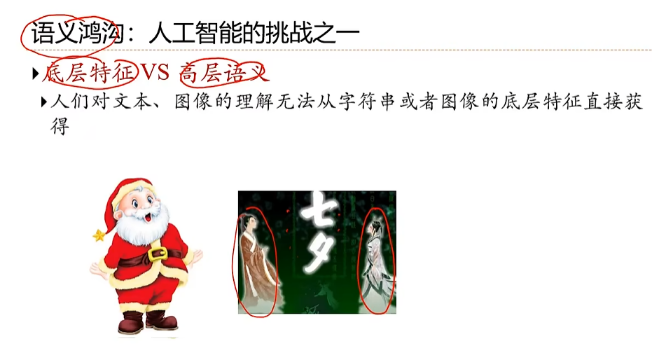 语义鸿沟：人工智能的挑战之一
底层特征VS 高层语义
人们对文本、图像的理解无法从字符串或者图像的底层特征直接获
得
七
夕